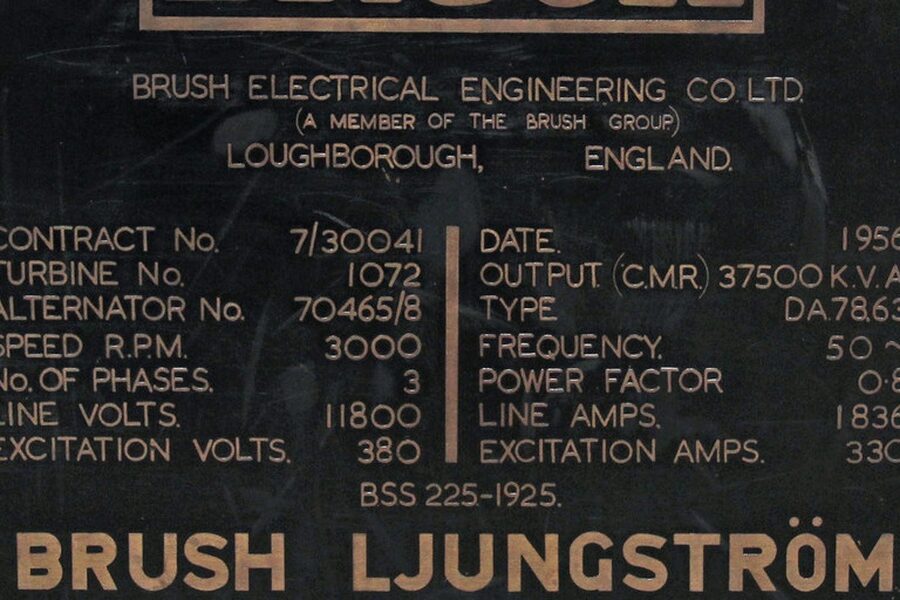 BRUSH ELECTRICAL ENGINEERING CO. LTD.
(A MEMBER OF THE BRUSH GROUP)
LOUGHBOROUGH, ENGLAND.
CONTRACT No. 7/30041 DATE. 1956
TURBINE No. 1072 OUTPUT (C.M.R.) 37500 K.V.A
ALTERNATOR No. 70465/8 TYPE DA.78.63
SPEED R.P.M. 3000 FREQUENCY. 50 ~
No. OF PHASES. 3 POWER FACTOR 0·8
LINE VOLTS. 11800 LINE AMPS. 1836
EXCITATION VOLTS. 380 EXCITATION AMPS. 330
BSS 225-1925.
BRUSH LJUNGSTRÖM